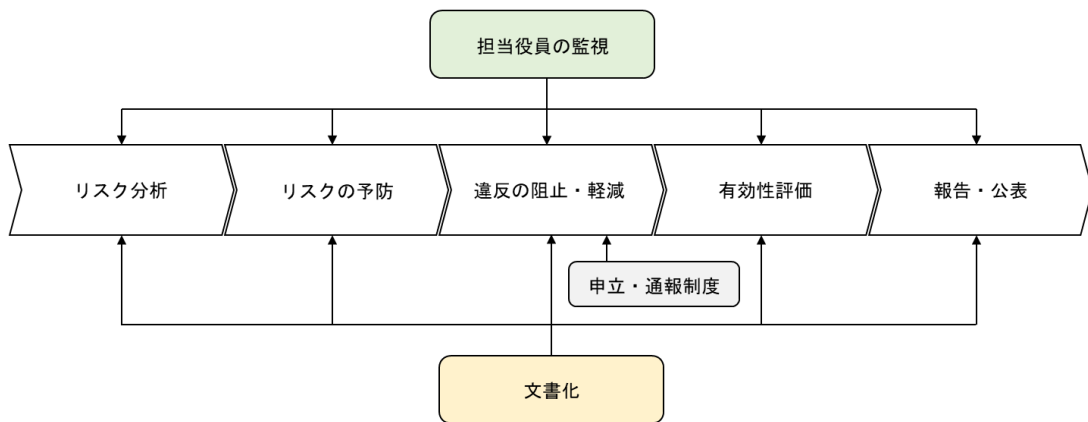 担当役員の監視
リスク分析
リスクの予防
違反の阻止・軽減
有効性評価
報告・公表
申立・通報制度
文書化